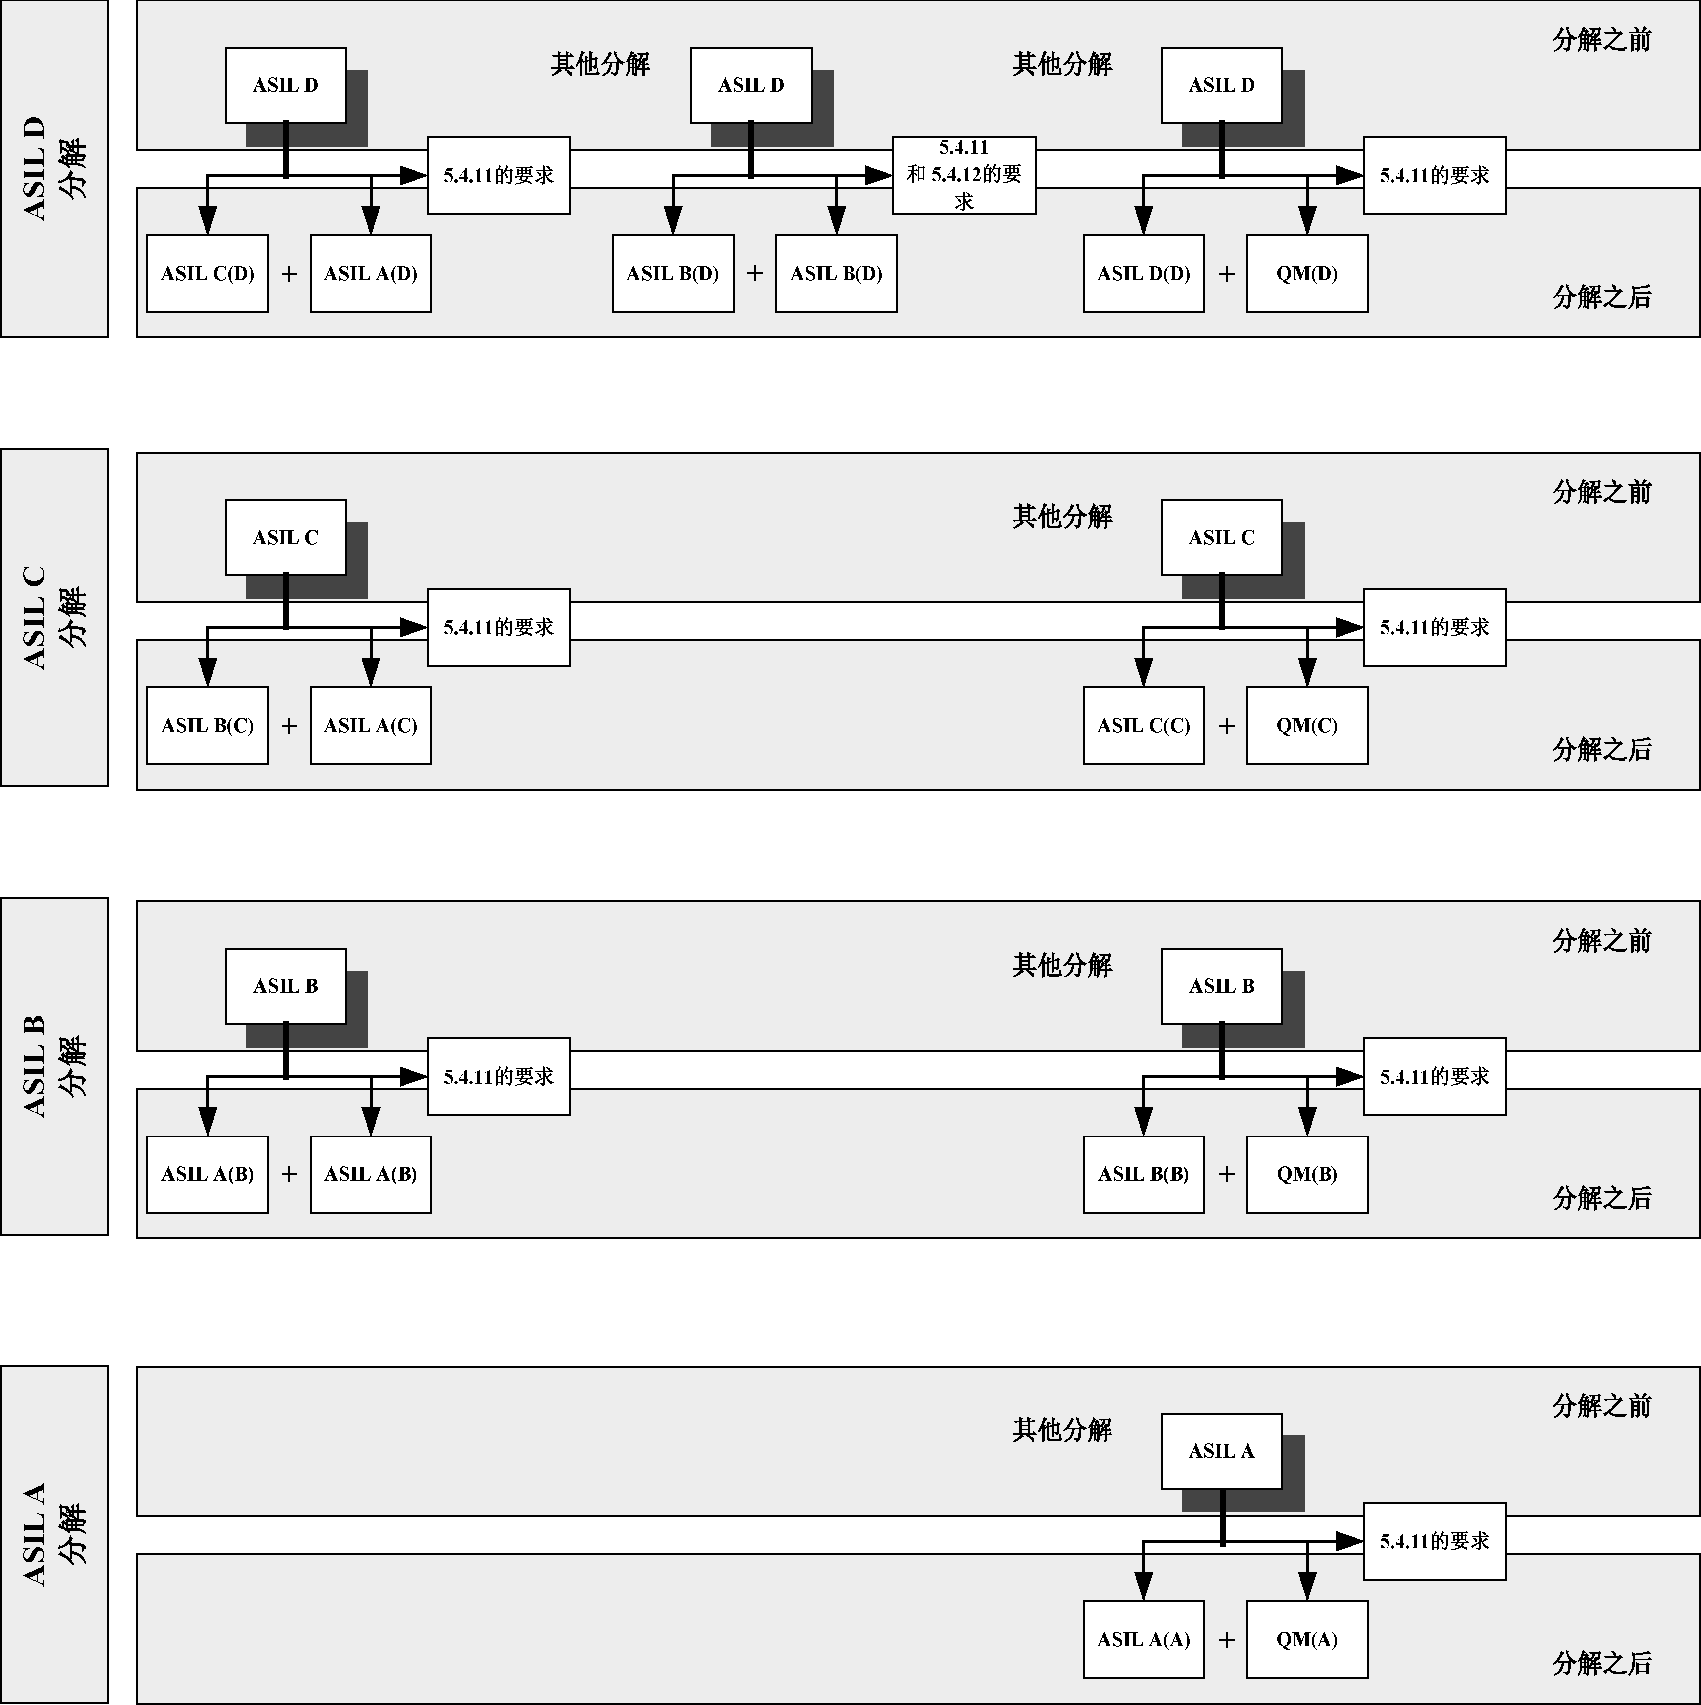 ASIL D
分解
分解之前
ASIL D
其他分解
ASIL D
其他分解
ASIL D
5.4.11的要求
5.4.11
和 5.4.12的要
求
5.4.11的要求
ASIL C(D) + ASIL A(D)
ASIL B(D) + ASIL B(D)
ASIL D(D) + QM(D)
分解之后
ASIL C
分解
分解之前
ASIL C
其他分解
ASIL C
5.4.11的要求
5.4.11的要求
ASIL B(C) + ASIL A(C)
ASIL C(C) + QM(C)
分解之后
ASIL B
分解
分解之前
ASIL B
其他分解
ASIL B
5.4.11的要求
5.4.11的要求
ASIL A(B) + ASIL A(B)
ASIL B(B) + QM(B)
分解之后
ASIL A
分解
分解之前
其他分解
ASIL A
5.4.11的要求
ASIL A(A) + QM(A)
分解之后